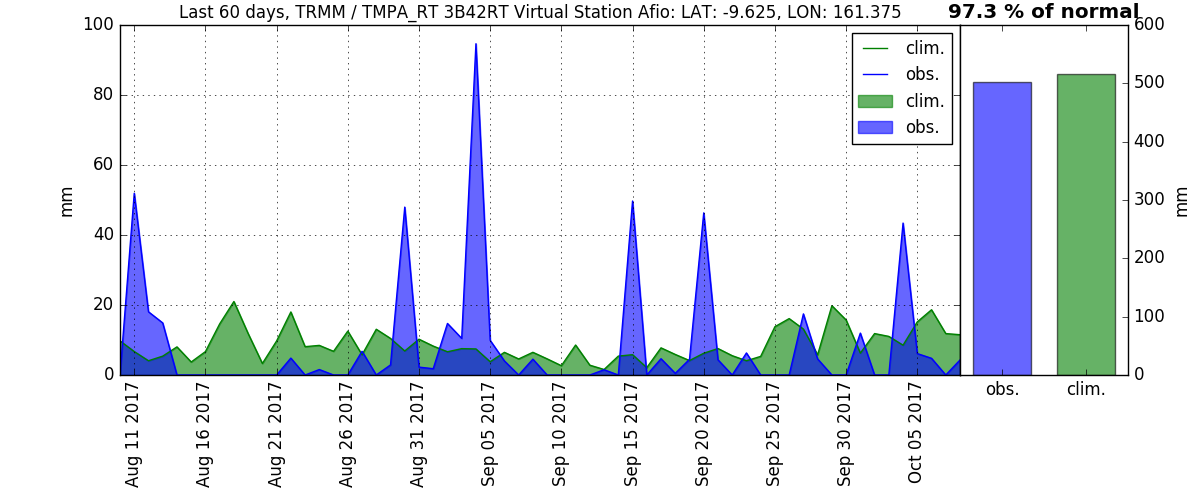 Last 60 days, TRMM / TMPA_RT 3B42RT Virtual Station Afio: LAT: -9.625, LON: 161.375
97.3 % of normal
100
80
60
40
20
0
mm
clim.
obs.
clim.
obs.
600
500
400
300
200
100
0
mm
Aug 11 2017
Aug 16 2017
Aug 21 2017
Aug 26 2017
Aug 31 2017
Sep 05 2017
Sep 10 2017
Sep 15 2017
Sep 20 2017
Sep 25 2017
Sep 30 2017
Oct 05 2017
obs.
clim.